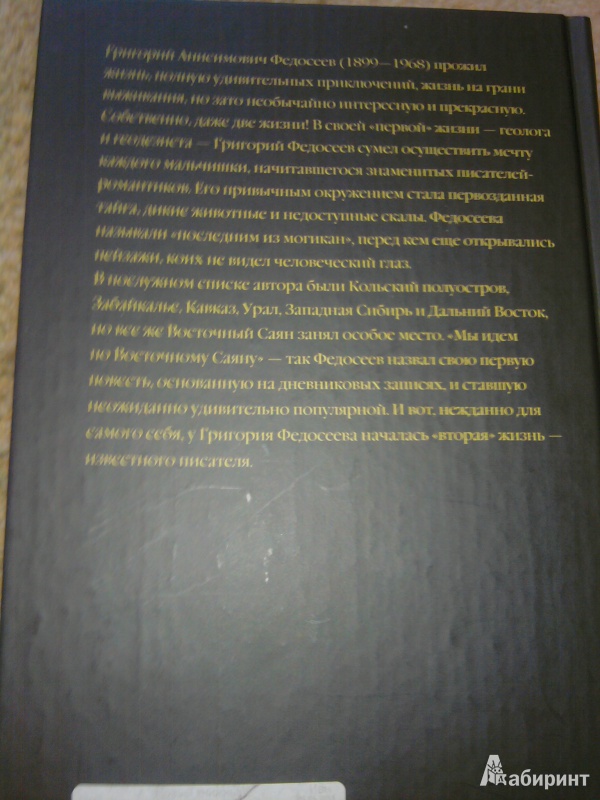 Григорий Анисимович Федосеев (1899—1968) прожил
жизнь, полную удивительных приключений, жизнь на грани
выживания, но зато необычайно интересную и прекрасную.
Собственно, даже две жизни! В своей «первой» жизни — геолога
и геодезиста — Григорий Федосеев сумел осуществить мечту
каждого мальчишки, начитавшегося знаменитых писателей-
романтиков. Его привычным окружением стала первозданная
тайга, дикие животные и недоступные скалы. Федосеева
называли «последним из могикан», перед кем еще открывались
пейзажи, коих не видел человеческий глаз.
В послужном списке автора были Кольский полуостров,
Забайкалье, Кавказ, Урал, Западная Сибирь и Дальний Восток,
но все же Восточный Саян занял особое место. «Мы идем
по Восточному Саяну» — так Федосеев назвал свою первую
повесть, основанную на дневниковых записях, и ставшую
неожиданно удивительно популярной. И вот, нежданно для
самого себя, у Григория Федосеева началась «вторая» жизнь —
известного писателя.
Лабиринт